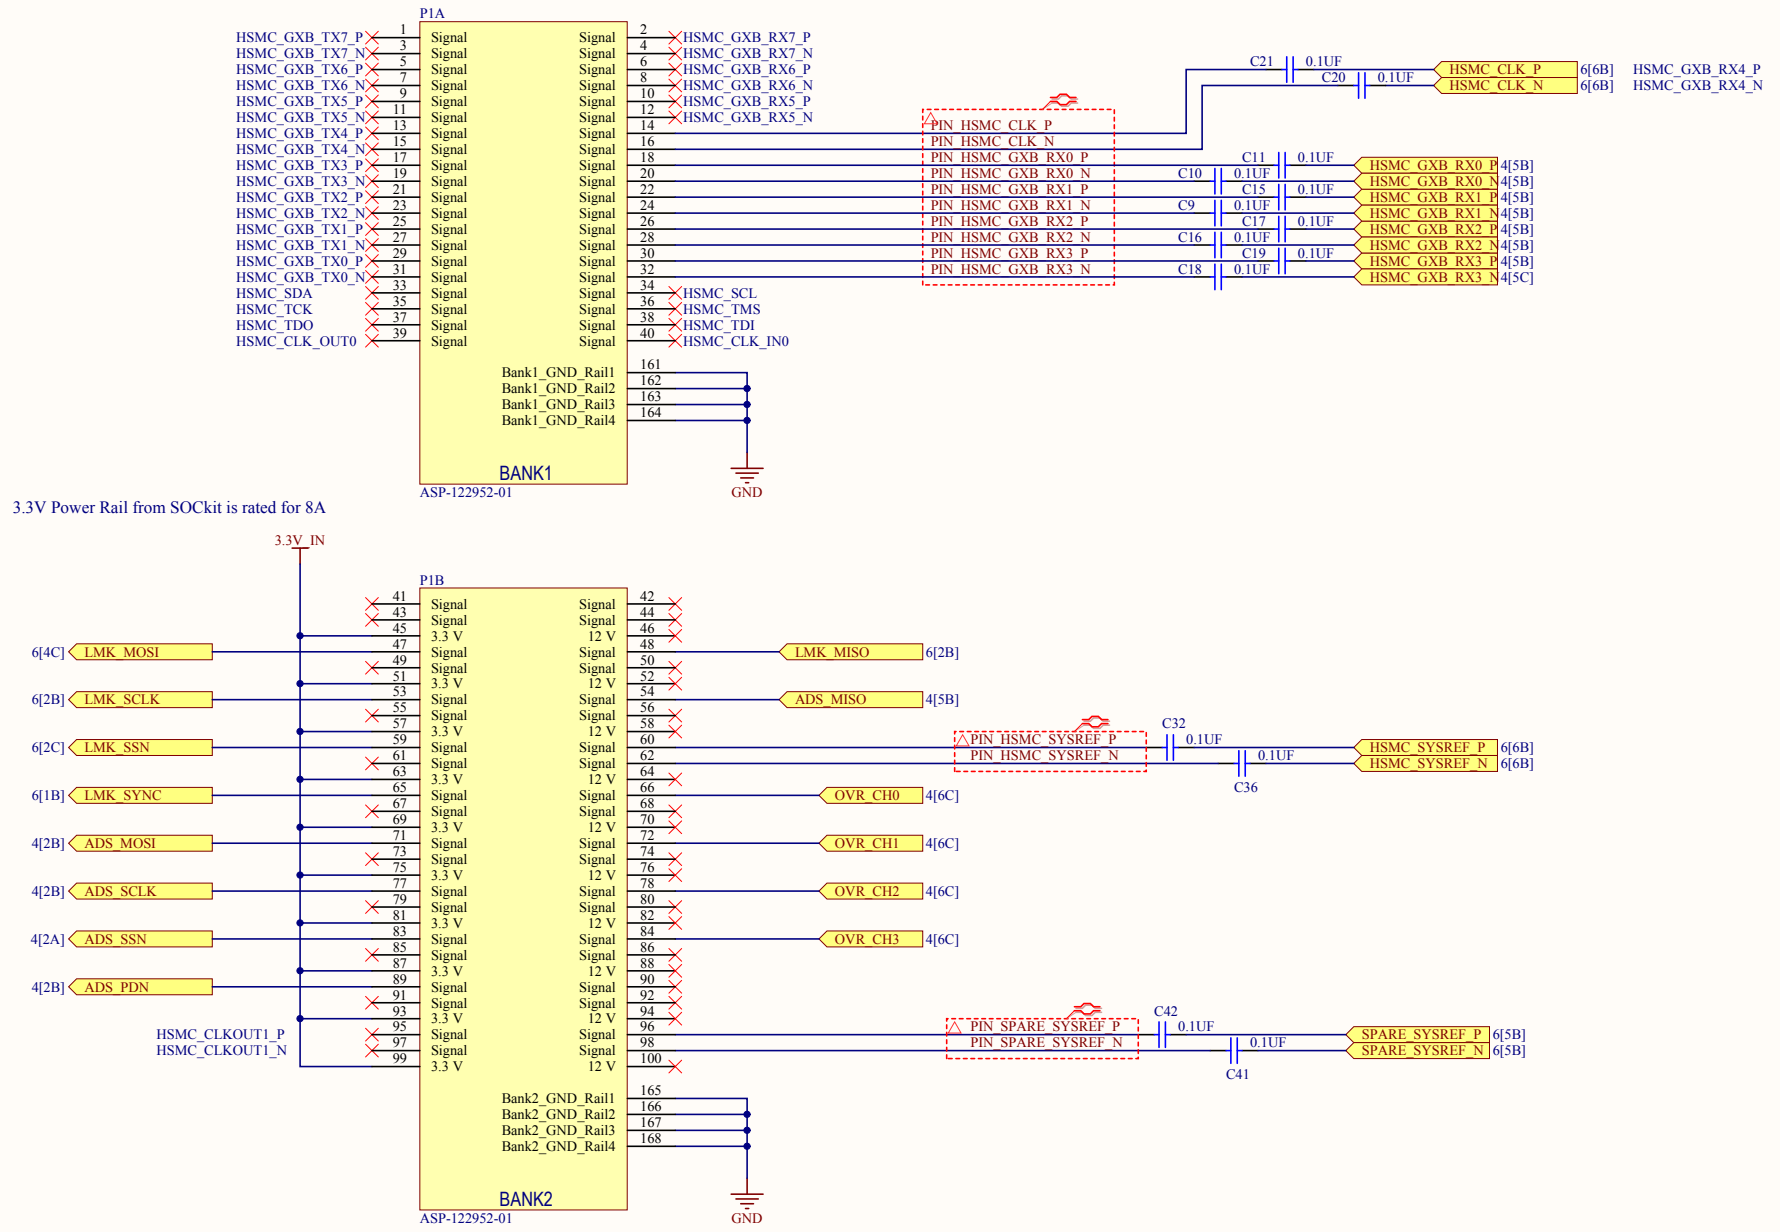 P1A
HSMC_GXB_TX7_P 1 Signal Signal 2 HSMC_GXB_RX7_P
HSMC_GXB_TX7_N 3 Signal Signal 4 HSMC_GXB_RX7_N
HSMC_GXB_TX6_P 5 Signal Signal 6 HSMC_GXB_RX6_P C21 0.1UF HSMC_CLK_P 6[6B] HSMC_GXB_RX4_P
HSMC_GXB_TX6_N 7 Signal Signal 8 HSMC_GXB_RX6_N C20 0.1UF HSMC_CLK_N 6[6B] HSMC_GXB_RX4_N
HSMC_GXB_TX5_P 9 Signal Signal 10 HSMC_GXB_RX5_P
HSMC_GXB_TX5_N 11 Signal Signal 12 HSMC_GXB_RX5_N
HSMC_GXB_TX4_P 13 Signal Signal 14 PIN_HSMC_CLK_P
HSMC_GXB_TX4_N 15 Signal Signal 16 PIN_HSMC_CLK_N
HSMC_GXB_TX3_P 17 Signal Signal 18 PIN_HSMC_GXB_RX0_P C11 0.1UF HSMC_GXB_RX0_P 4[5B]
HSMC_GXB_TX3_N 19 Signal Signal 20 PIN_HSMC_GXB_RX0_N C10 0.1UF HSMC_GXB_RX0_N 4[5B]
HSMC_GXB_TX2_P 21 Signal Signal 22 PIN_HSMC_GXB_RX1_P C15 0.1UF HSMC_GXB_RX1_P 4[5B]
HSMC_GXB_TX2_N 23 Signal Signal 24 PIN_HSMC_GXB_RX1_N C9 0.1UF HSMC_GXB_RX1_N 4[5B]
HSMC_GXB_TX1_P 25 Signal Signal 26 PIN_HSMC_GXB_RX2_P C17 0.1UF HSMC_GXB_RX2_P 4[5B]
HSMC_GXB_TX1_N 27 Signal Signal 28 PIN_HSMC_GXB_RX2_N C16 0.1UF HSMC_GXB_RX2_N 4[5B]
HSMC_GXB_TX0_P 29 Signal Signal 30 PIN_HSMC_GXB_RX3_P C19 0.1UF HSMC_GXB_RX3_P 4[5B]
HSMC_GXB_TX0_N 31 Signal Signal 32 PIN_HSMC_GXB_RX3_N C18 0.1UF HSMC_GXB_RX3_N 4[5C]
HSMC_SDA 33 Signal Signal 34 HSMC_SCL
HSMC_TCK 35 Signal Signal 36 HSMC_TMS
HSMC_TDO 37 Signal Signal 38 HSMC_TDI
HSMC_CLK_OUT0 39 Signal Signal 40 HSMC_CLK_IN0
Bank1_GND_Rail1 161
Bank1_GND_Rail2 162
Bank1_GND_Rail3 163
Bank1_GND_Rail4 164
BANK1
ASP-122952-01 GND
3.3V Power Rail from SOCkit is rated for 8A
3.3V_IN
P1B
41 Signal Signal 42
43 Signal Signal 44
45 3.3 V 12 V 46
6[4C] LMK_MOSI 47 Signal Signal 48 LMK_MISO 6[2B]
49 Signal Signal 50
51 3.3 V 12 V 52
6[2B] LMK_SCLK 53 Signal Signal 54 ADS_MISO 4[5B]
55 Signal Signal 56
57 3.3 V 12 V 58
6[2C] LMK_SSN 59 Signal Signal 60 PIN_HSMC_SYSREF_P C32 0.1UF HSMC_SYSREF_P 6[6B]
61 Signal Signal 62 PIN_HSMC_SYSREF_N C36 0.1UF HSMC_SYSREF_N 6[6B]
63 3.3 V 12 V 64
6[1B] LMK_SYNC 65 Signal Signal 66 OVR_CH0 4[6C]
67 Signal Signal 68
69 3.3 V 12 V 70
4[2B] ADS_MOSI 71 Signal Signal 72 OVR_CH1 4[6C]
73 Signal Signal 74
75 3.3 V 12 V 76
4[2B] ADS_SCLK 77 Signal Signal 78 OVR_CH2 4[6C]
79 Signal Signal 80
81 3.3 V 12 V 82
4[2A] ADS_SSN 83 Signal Signal 84 OVR_CH3 4[6C]
85 Signal Signal 86
87 3.3 V 12 V 88
4[2B] ADS_PDN 89 Signal Signal 90
91 Signal Signal 92
93 3.3 V 12 V 94
HSMC_CLKOUT1_P 95 Signal Signal 96 PIN_SPARE_SYSREF_P C42 0.1UF SPARE_SYSREF_P 6[5B]
HSMC_CLKOUT1_N 97 Signal Signal 98 PIN_SPARE_SYSREF_N C41 0.1UF SPARE_SYSREF_N 6[5B]
99 3.3 V 12 V 100
Bank2_GND_Rail1 165
Bank2_GND_Rail2 166
Bank2_GND_Rail3 167
Bank2_GND_Rail4 168
BANK2
ASP-122952-01 GND